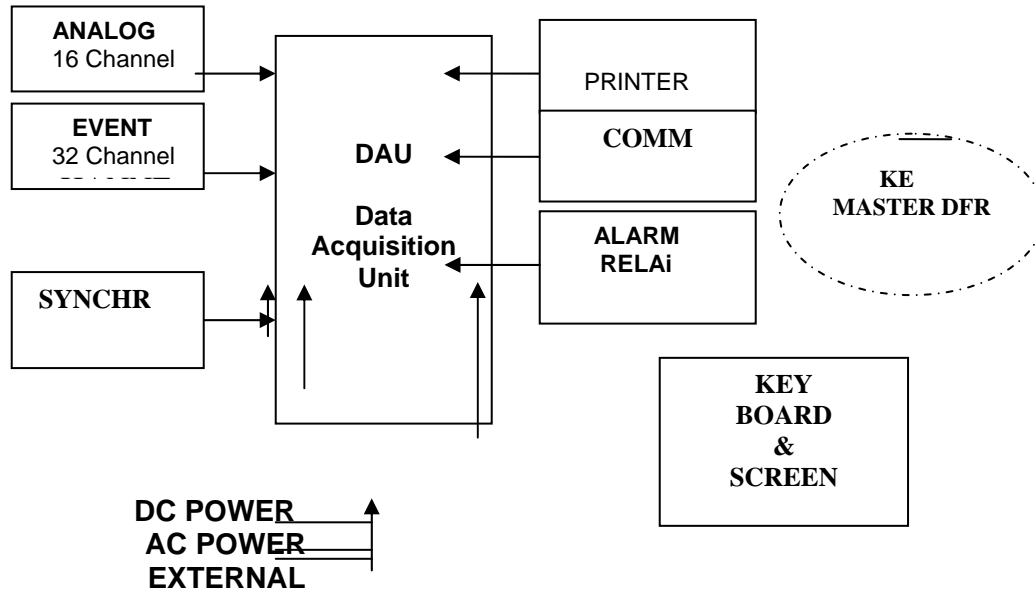 ANALOG
16 Channel
EVENT
32 Channel
SYNCHR
DAU
Data
Acquisition
Unit
PRINTER
COMM
ALARM
RELAi
KE
MASTER DFR
KEY
BOARD
&
SCREEN
DC POWER
AC POWER
EXTERNAL